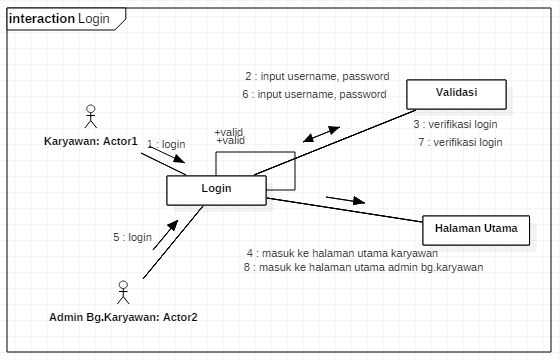 interaction Login
2 : input username, password
Validasi
6 : input username, password
3 : verifikasi login
7 : verifikasi login
+valid
+valid
Karyawan: Actor1
1 : login
Login
Halaman Utama
5 : login
4 : masuk ke halaman utama karyawan
8 : masuk ke halaman utama admin bg.karyawan
Admin Bg.Karyawan: Actor2